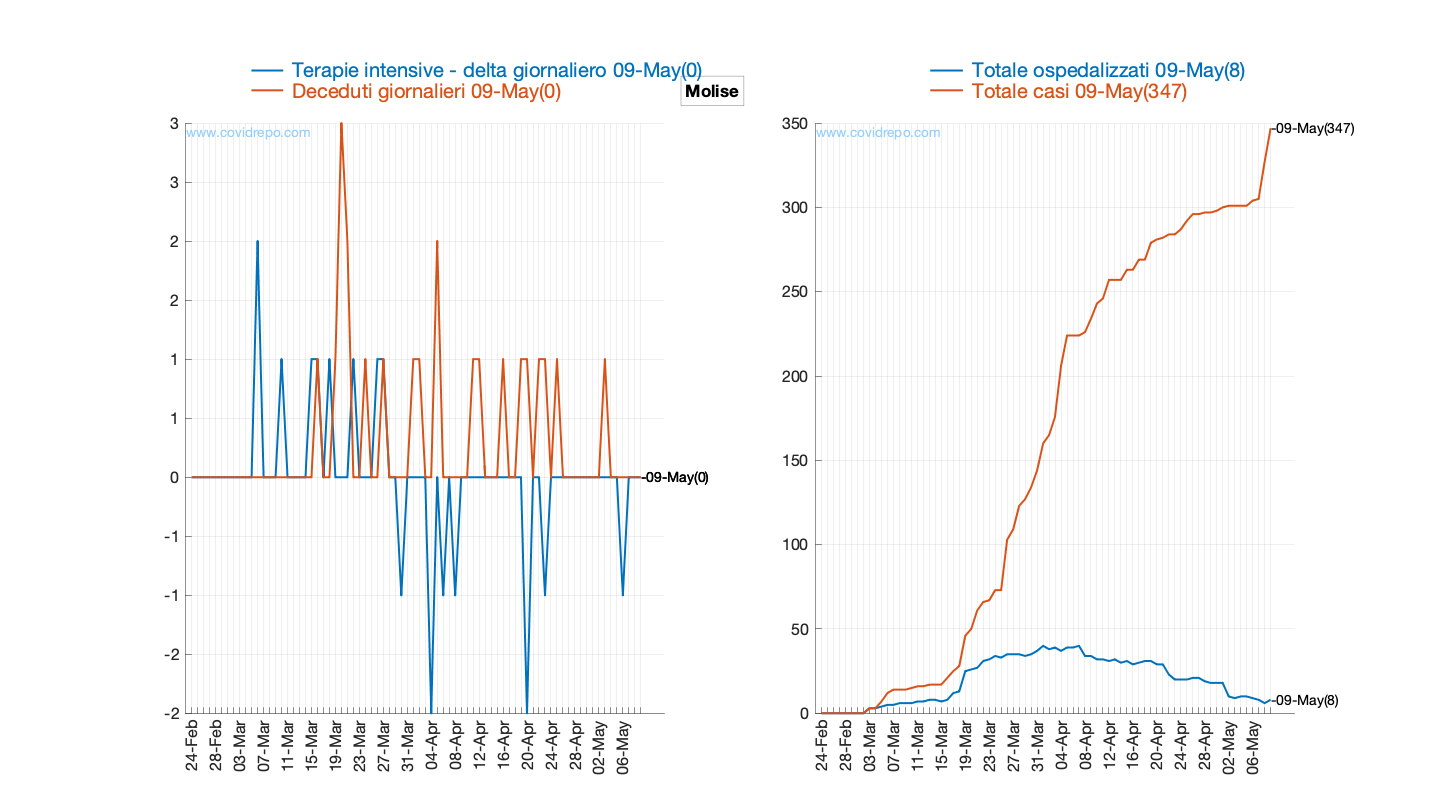 Terapie intensive - delta giornaliero 09-May(0)
Deceduti giornalieri 09-May(0)
Molise
www.covidrepo.com
3
3
2
2
1
1
0
-1
-1
-2
-2
-09-May(0)
24-Feb
28-Feb
03-Mar
07-Mar
11-Mar
15-Mar
19-Mar
23-Mar
27-Mar
31-Mar
04-Apr
08-Apr
12-Apr
16-Apr
20-Apr
24-Apr
28-Apr
02-May
06-May
Totale ospedalizzati 09-May(8)
Totale casi 09-May(347)
www.covidrepo.com
350
300
250
200
150
100
50
0
-09-May(347)
-09-May(8)
24-Feb
28-Feb
03-Mar
07-Mar
11-Mar
15-Mar
19-Mar
23-Mar
27-Mar
31-Mar
04-Apr
08-Apr
12-Apr
16-Apr
20-Apr
24-Apr
28-Apr
02-May
06-May